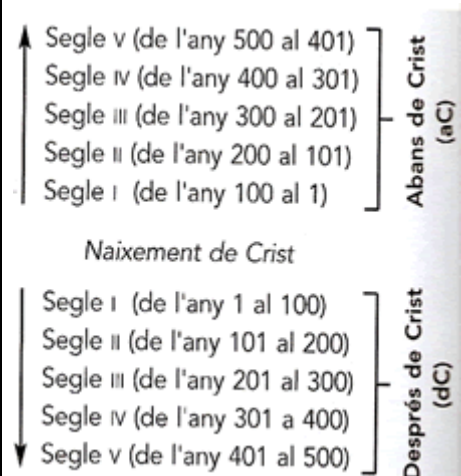 Segle V (de l'any 500 al 401)
Segle IV (de l'any 400 al 301)
Segle III (de l'any 300 al 201)
Segle II (de l'any 200 al 101)
Segle I (de l'any 100 al 1)
Abans de Crist
(aC)
Naixement de Crist
Segle I (de l'any 1 al 100)
Segle II (de l'any 101 al 200)
Segle III (de l'any 201 al 300)
Segle IV (de l'any 301 a 400)
Segle V (de l'any 401 al 500)
Després de Crist
(dC)